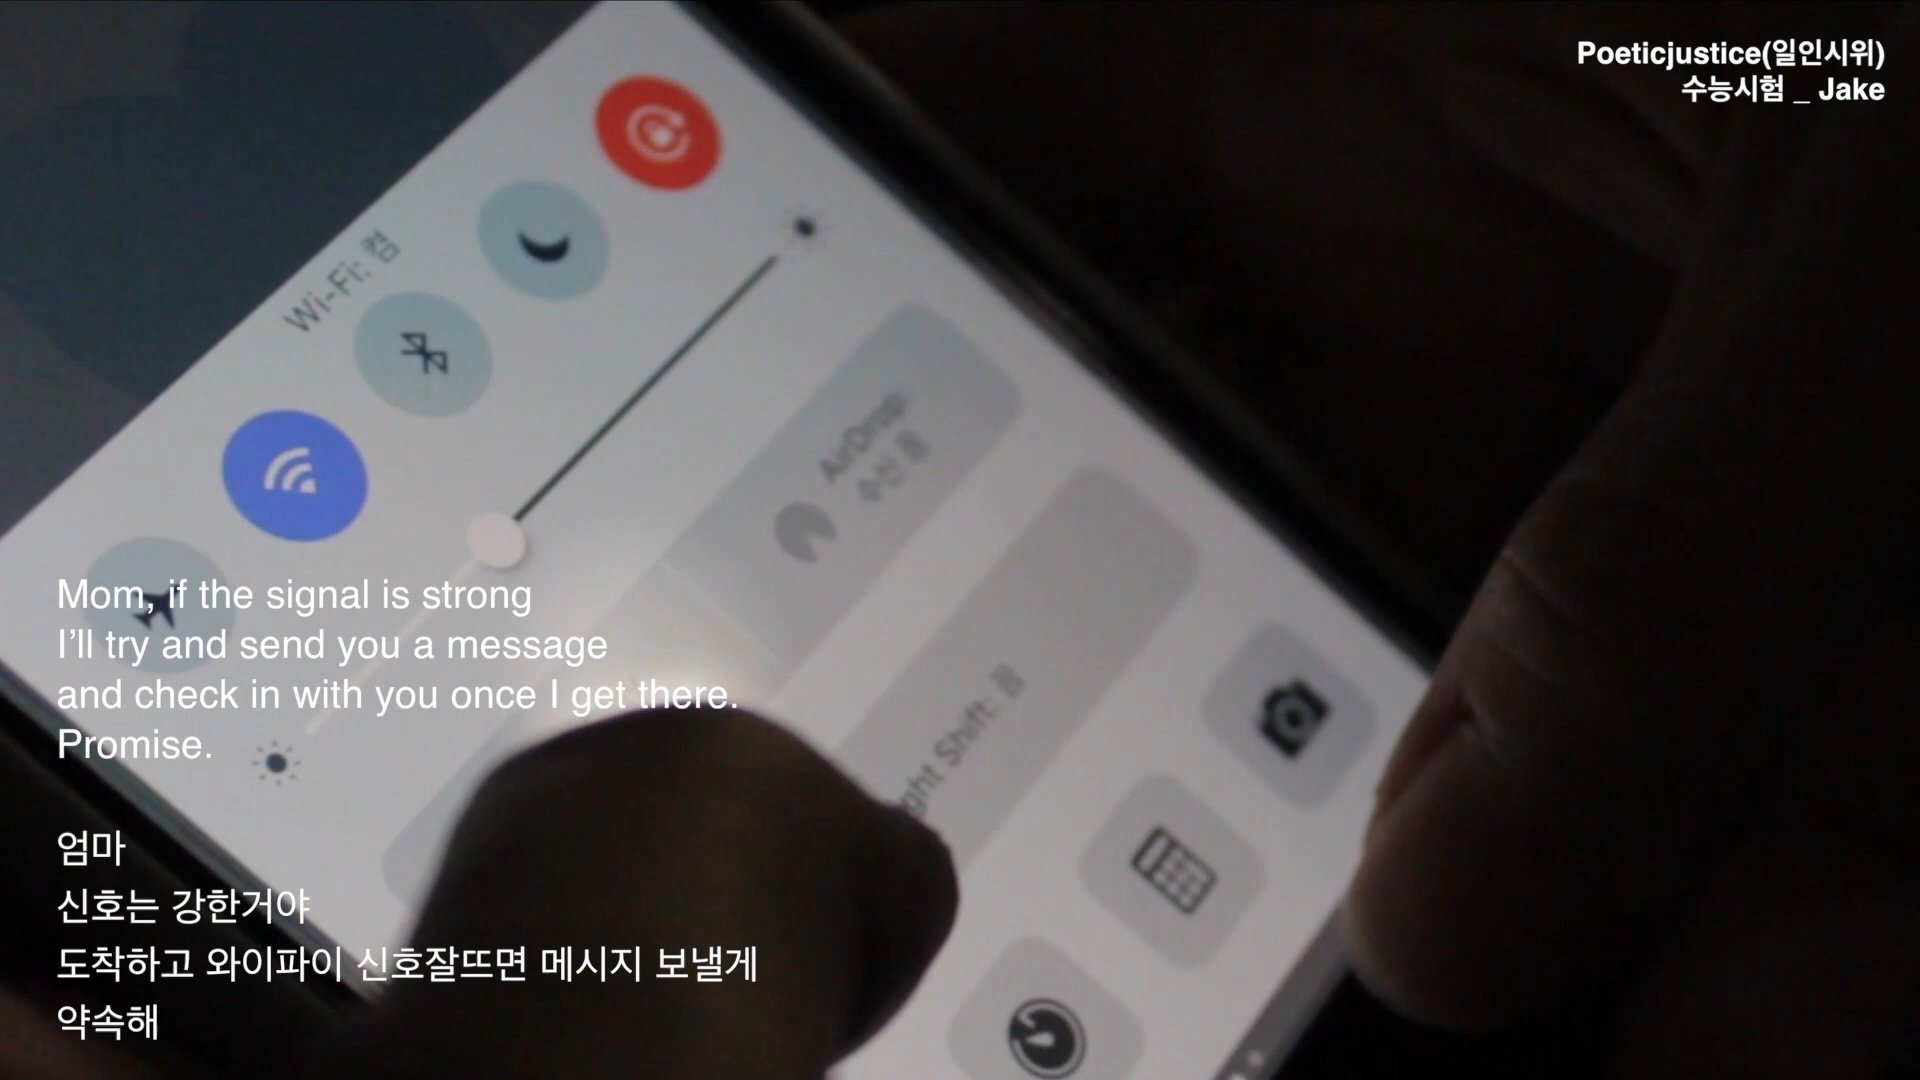 Poeticjustice(일인시위)
수능시험 _ Jake
Wi-Fi: 켬
AirDrop:
수신 끔
ght Shift: 끔
Mom, if the signal is strong
I’ll try and send you a message
and check in with you once I get there.
Promise.
엄마
신호는 강한거야
도착하고 와이파이 신호잘뜨면 메시지 보낼게
약속해